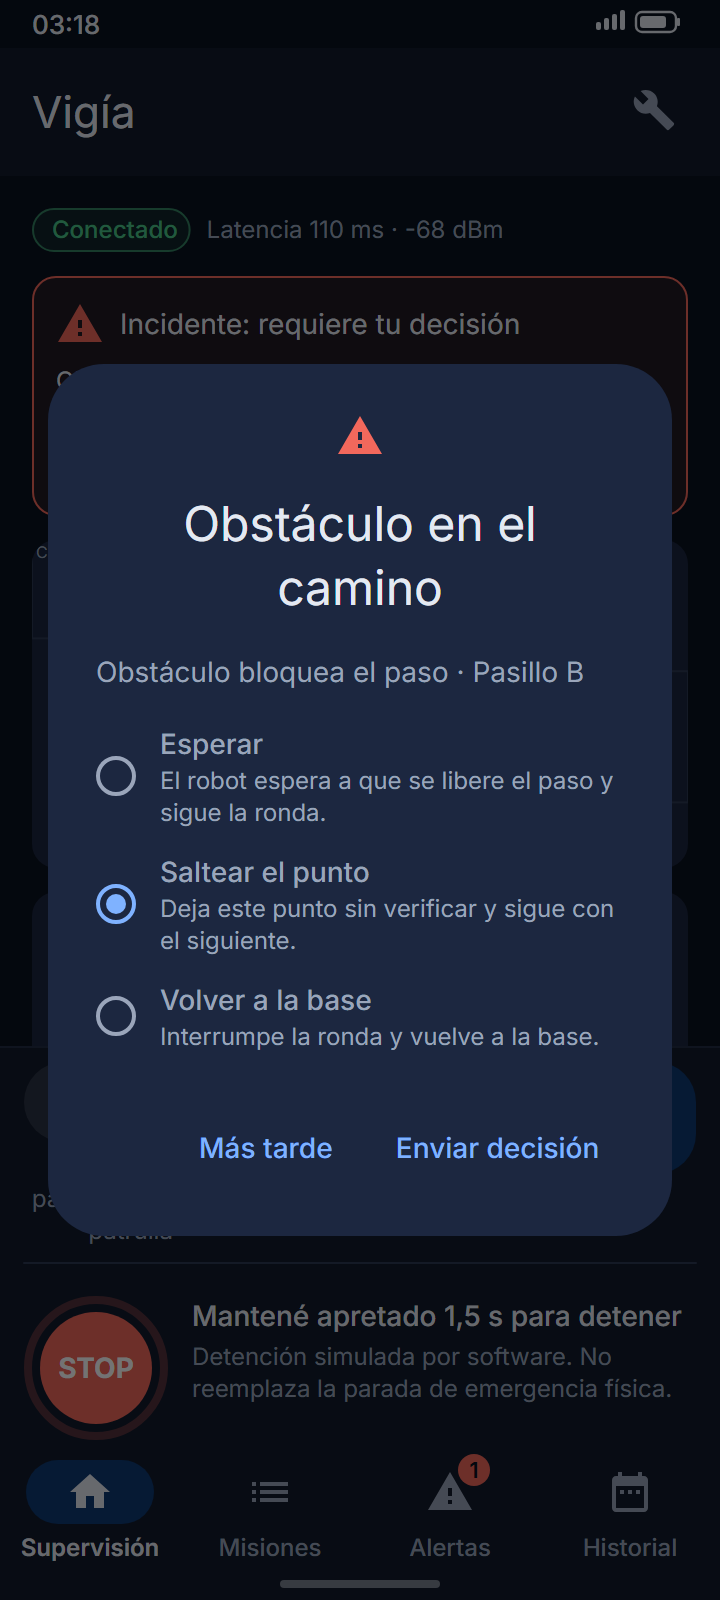 03:18
Vigía
Conectado
Latencia 110 ms · -68 dBm
Incidente: requiere tu decisión
Obstáculo en el
camino
Obstáculo bloquea el paso · Pasillo B
Esperar
El robot espera a que se libere el paso y
sigue la ronda.
Saltear el punto
Deja este punto sin verificar y sigue con
el siguiente.
Volver a la base
Interrumpe la ronda y vuelve a la base.
Más tarde
Enviar decisión
STOP
Mantené apretado 1,5 s para detener
Detención simulada por software. No
reemplaza la parada de emergencia física.
1
Supervisión
Misiones
Alertas
Historial